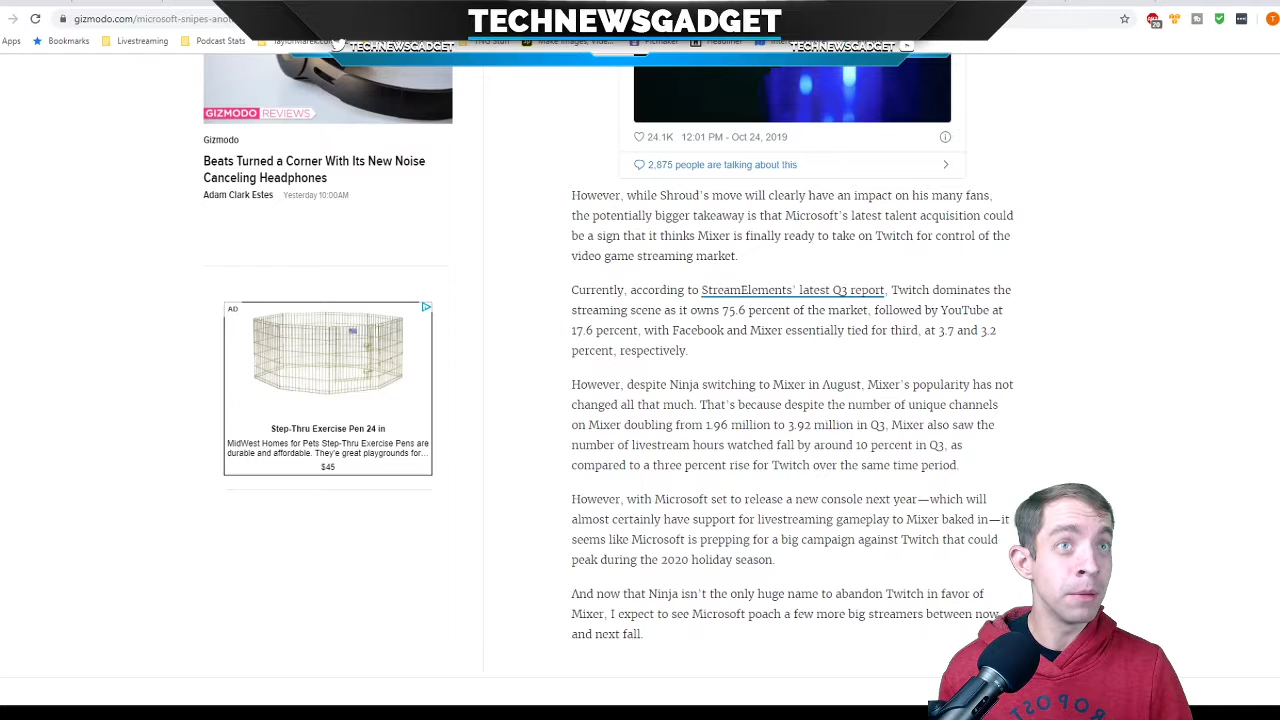 TECHNEWSGADGET
gizmodo.com/microsoft-snipes-ano
20
T
Apps
Bookmarks
Livestreaming
Podcast Stats
TECHNEWSGADGET
TECHNEWSGADGET
GIZMODO REVIEWS
Gizmodo
Beats Turned a Corner With Its New Noise
Canceling Headphones
Adam Clark Estes Yesterday 10:00AM
AD
Step-Thru Exercise Pen 24 in
MidWest Homes for Pets Step-Thru Exercise Pens are
durable and affordable. They'e great playgrounds for…
$45
24.1K 12:01 PM - Oct 24, 2019
2,875 people are talking about this
However, while Shroud's move will clearly have an impact on his many fans,
the potentially bigger takeaway is that Microsoft's latest talent acquisition could
be a sign that it thinks Mixer is finally ready to take on Twitch for control of the
video game streaming market.
Currently, according to StreamElements' latest Q3 report, Twitch dominates the
streaming scene as it owns 75.6 percent of the market, followed by YouTube at
17.6 percent, with Facebook and Mixer essentially tied for third, at 3.7 and 3.2
percent, respectively.
However, despite Ninja switching to Mixer in August, Mixer's popularity has not
changed all that much. That's because despite the number of unique channels
on Mixer doubling from 1.96 million to 3.92 million in Q3, Mixer also saw the
number of livestream hours watched fall by around 10 percent in Q3, as
compared to a three percent rise for Twitch over the same time period.
However, with Microsoft set to release a new console next year—which will
almost certainly have support for livestreaming gameplay to Mixer baked in—it
seems like Microsoft is prepping for a big campaign against Twitch that could
peak during the 2020 holiday season.
And now that Ninja isn't the only huge name to abandon Twitch in favor of
Mixer, I expect to see Microsoft poach a few more big streamers between now
and next fall.